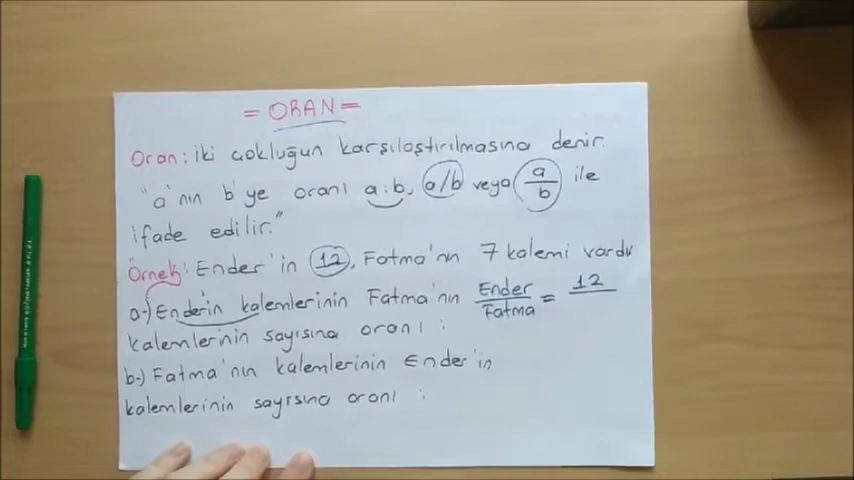 = ORAN =
Oran: İki çokluğun karşılaştırılmasına denir.
"a'nın b'ye oranı a:b, a/b veya a/b ile
ifade edilir."
Örnek: Ender'in 12, Fatma'nın 7 kalemi vardır
a-) Ender'in kalemlerinin Fatma'nın Ender/Fatma = 12
kalemlerinin sayısına oranı :
b-) Fatma'nın kalemlerinin Ender'in
kalemlerinin sayısına oranı :